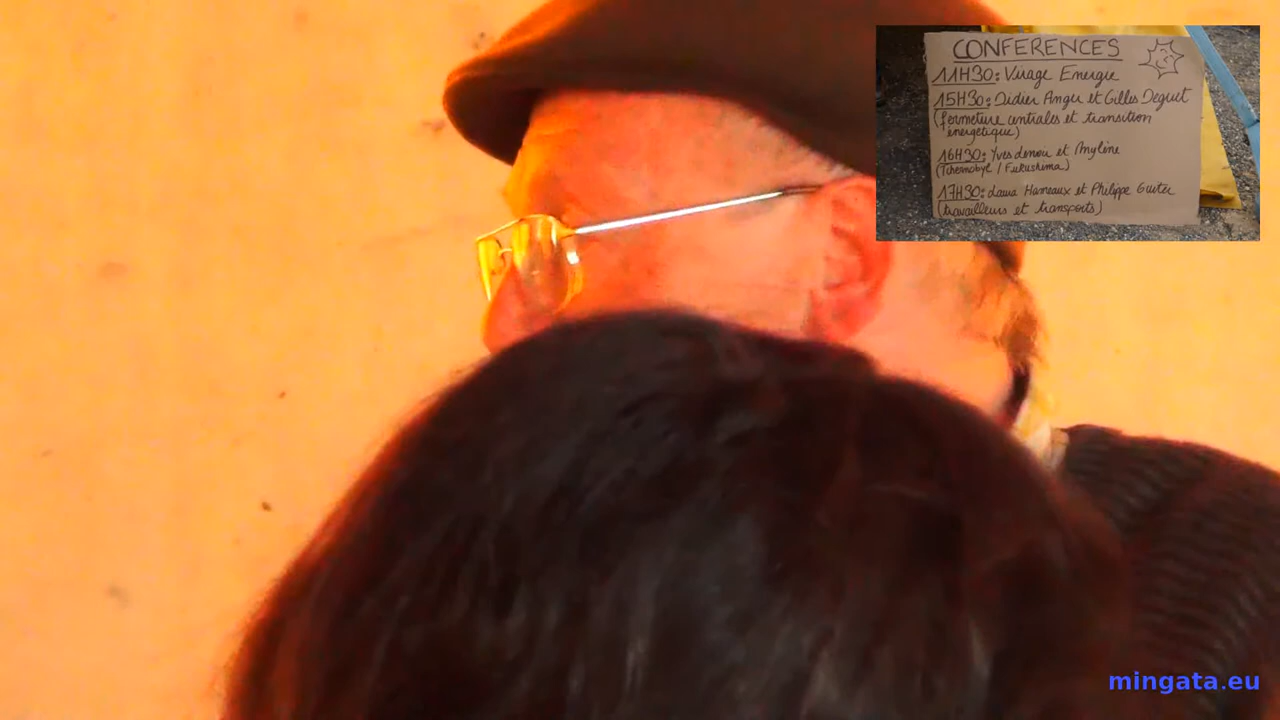 CONFERENCES
11H30: Virage Energie
15H30: Didier Anger et Gilles Deguet
(fermeture centrales et transition
énergétique)
16H30: Yves Lenoir et Mylène
(Tchernobyl / Fukushima)
17H30: Laura Hameaux et Philippe Guiter
(travailleurs et transports)
mingata.eu